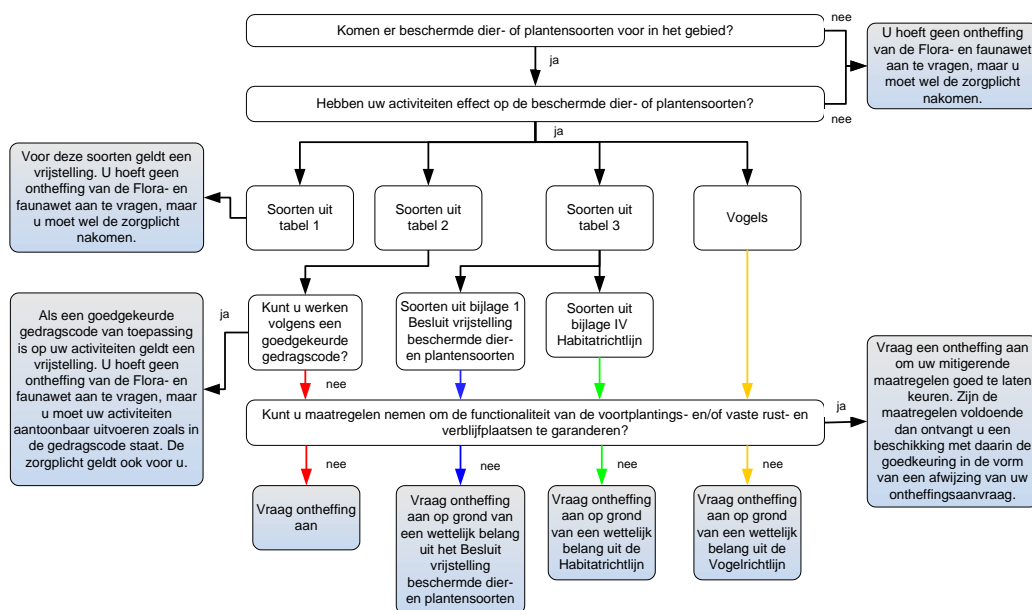 Komen er beschermde dier- of plantensoorten voor in het gebied?
nee
ja
U hoeft geen ontheffing
van de Flora- en faunawet
aan te vragen, maar u
moet wel de zorgplicht
nakomen.
Hebben uw activiteiten effect op de beschermde dier- of plantensoorten?
nee
ja
Voor deze soorten geldt een
vrijstelling. U hoeft geen
ontheffing van de Flora- en
faunawet aan te vragen, maar
u moet wel de zorgplicht
nakomen.
Soorten uit
tabel 1
Soorten uit
tabel 2
Soorten uit
tabel 3
Vogels
Als een goedgekeurde
gedragscode van toepassing
is op uw activiteiten geldt een
vrijstelling. U hoeft geen
ontheffing van de Flora- en
faunawet aan te vragen, maar
u moet uw activiteiten
aantoonbaar uitvoeren zoals in
de gedragscode staat. De
zorgplicht geldt ook voor u.
ja
Kunt u werken
volgens een
goedgekeurde
gedragscode?
nee
Soorten uit bijlage 1
Besluit vrijstelling
beschermde dier-
en plantensoorten
Soorten
uit bijlage IV
Habitatrichtlijn
Kunt u maatregelen nemen om de functionaliteit van de voortplantings- en/of vaste rust- en
verblijfplaatsen te garanderen?
ja
Vraag een ontheffing aan
om uw mitigerende
maatregelen goed te laten
keuren. Zijn de
maatregelen voldoende
dan ontvangt u een
beschikking met daarin de
goedkeuring in de vorm
van een afwijzing van uw
ontheffingsaanvraag.
nee
nee
nee
nee
Vraag ontheffing
aan
Vraag ontheffing
aan op grond van
een wettelijk belang
uit het Besluit
vrijstelling
beschermde dier-
en plantensoorten
Vraag ontheffing
aan op grond
van een wettelijk
belang uit de
Habitatrichtlijn
Vraag ontheffing
aan op grond
van een wettelijk
belang uit de
Vogelrichtlijn